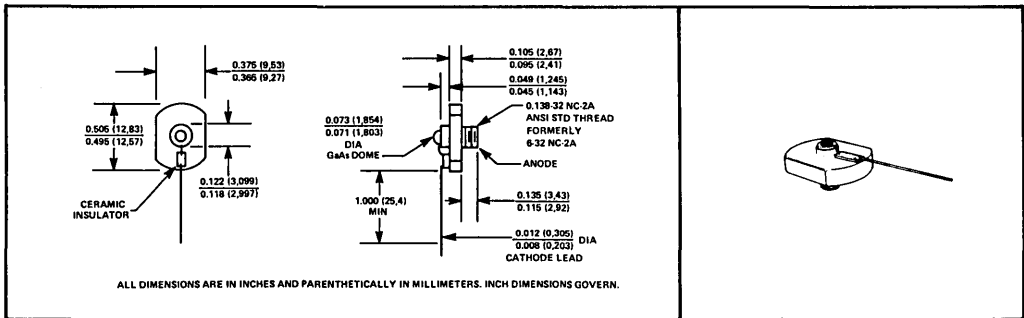 0.375 (9,53)
0.365 (9,27)
0.506 (12,83)
0.495 (12,57)
0.122 (3,099)
0.118 (2,997)
CERAMIC
INSULATOR
0.105 (2,67)
0.095 (2,41)
0.049 (1,245)
0.045 (1,143)
0.138-32 NC-2A
ANSI STD THREAD
FORMERLY
6-32 NC-2A
0.073 (1,854)
0.071 (1,803)
DIA
GaAs DOME
ANODE
1.000 (25,4)
MIN
0.135 (3,43)
0.115 (2,92)
0.012 (0,305)
0.008 (0,203)
DIA
CATHODE LEAD
ALL DIMENSIONS ARE IN INCHES AND PARENTHETICALLY IN MILLIMETERS. INCH DIMENSIONS GOVERN.